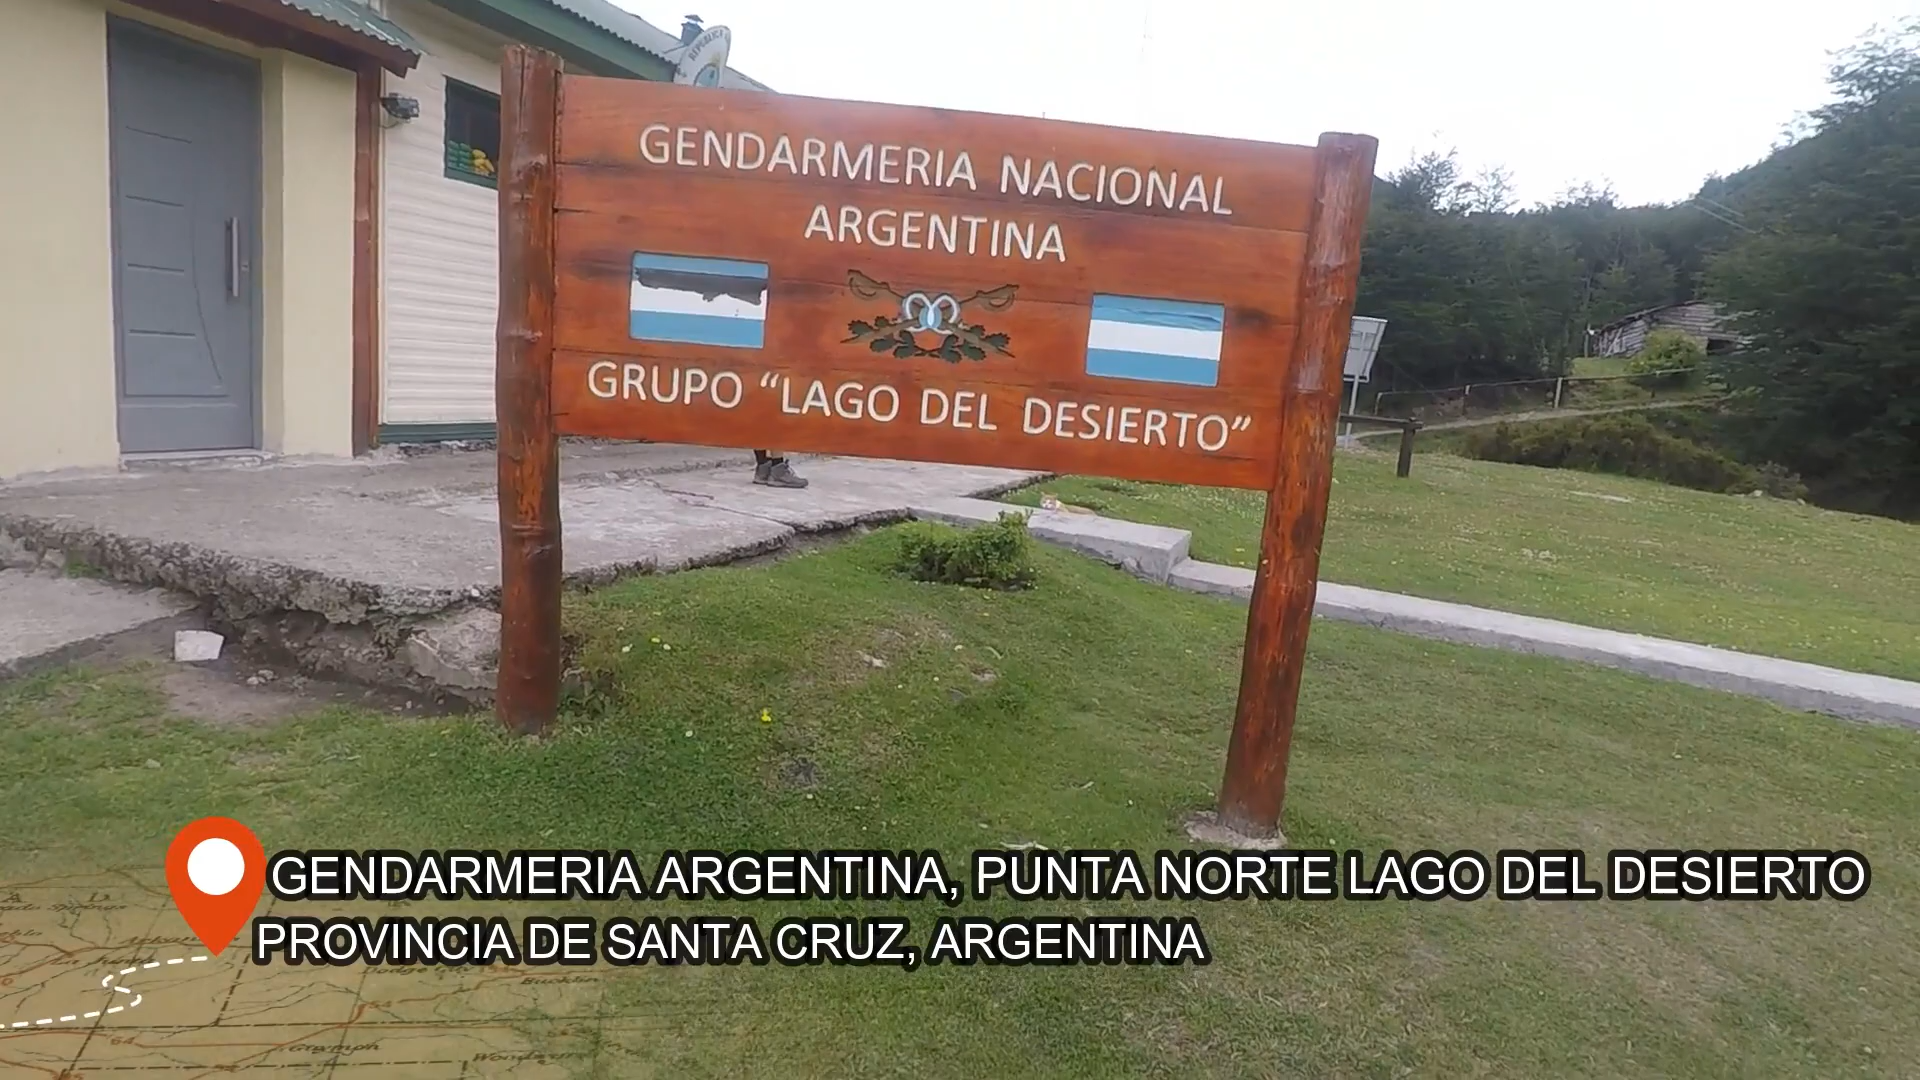 REPUBLICA
GENDARMERIA NACIONAL
ARGENTINA
GRUPO “LAGO DEL DESIERTO”
GENDARMERIA ARGENTINA, PUNTA NORTE LAGO DEL DESIERTO
PROVINCIA DE SANTA CRUZ, ARGENTINA